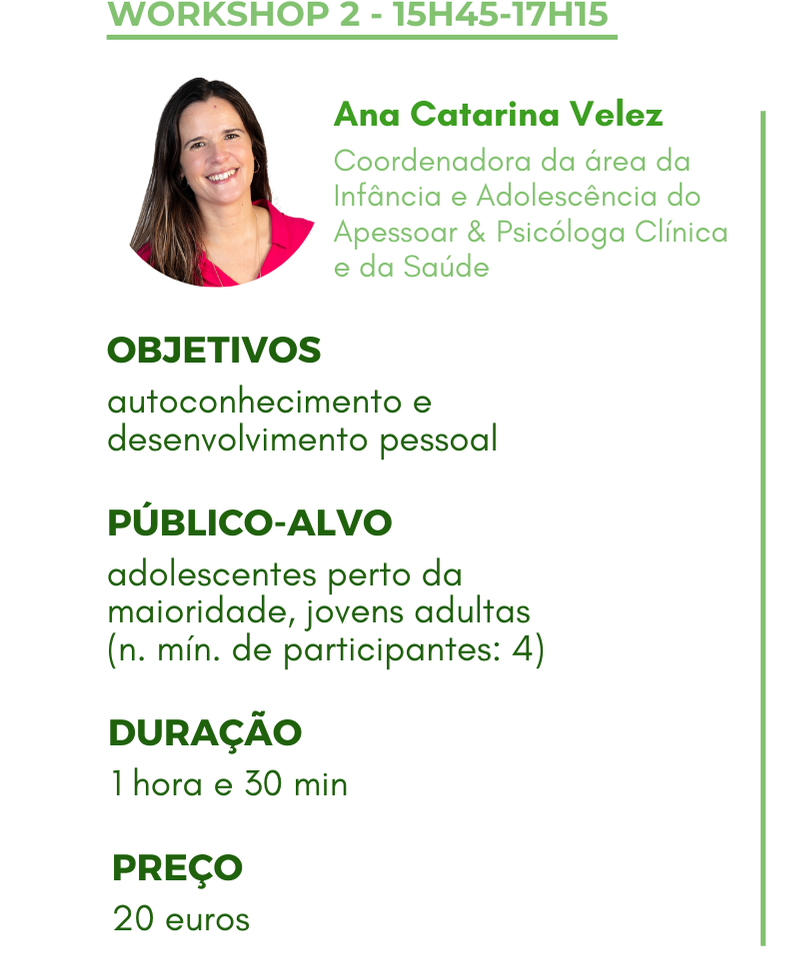 WORKSHOP 2 - 15H45-17H15
Ana Catarina Velez
Coordenadora da área da
Infância e Adolescência do
Apessoar & Psicóloga Clínica
e da Saúde
OBJETIVOS
autoconhecimento e
desenvolvimento pessoal
PÚBLICO-ALVO
adolescentes perto da
maioridade, jovens adultas
(n. mín. de participantes: 4)
DURAÇÃO
1 hora e 30 min
PREÇO
20 euros